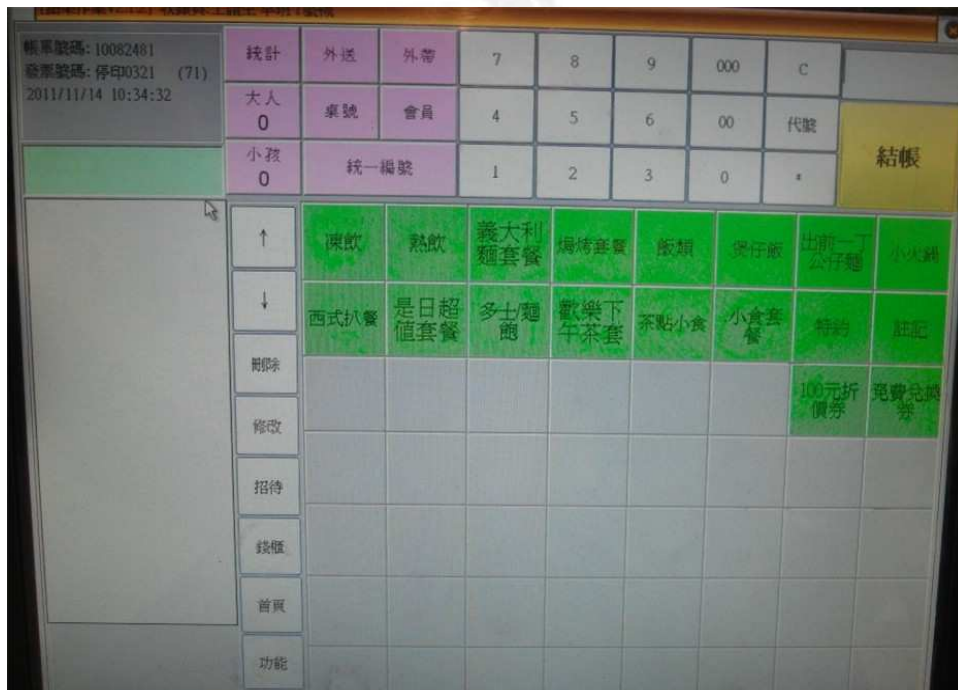 帳單號碼: 10082481
發票號碼: 停印0321 (71)
2011/11/14 10:34:32
統計 外送 外帶 7 8 9 000 C
大人 0 桌號 會員 4 5 6 00 代號
小孩 0 統一編號 1 2 3 0 結帳
↑ 凍飲 熱飲 義大利麵套餐 焗烤套餐 飯類 煲仔飯 出前一丁公仔麵 小火鍋
↓ 西式扒餐 是日超值套餐 多士/麵飽 歡樂下午茶套 茶點小食 小食套餐 特約 註記
刪除 100元折價券 免費兌換券
修改
招待
錢櫃
首頁
功能